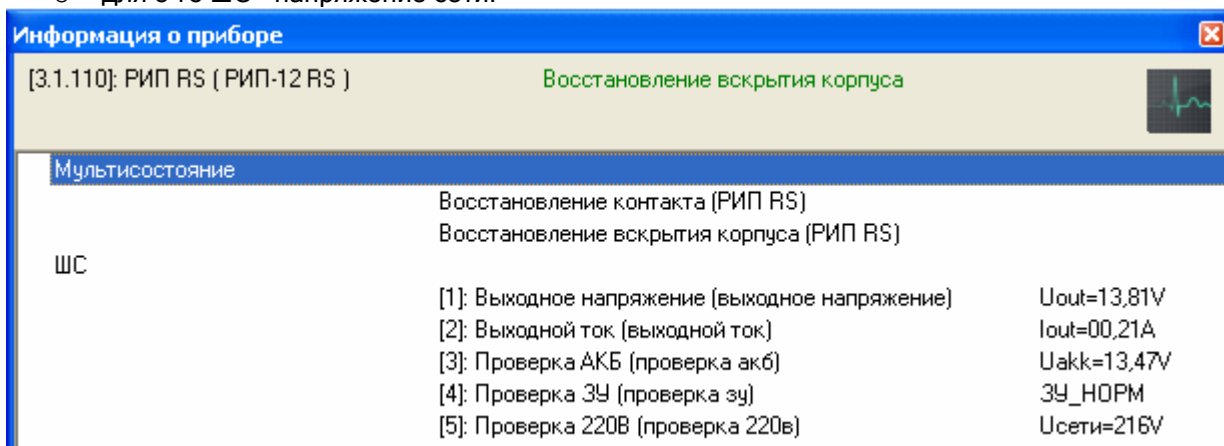 Информация о приборе
[3.1.110]: РИП RS ( РИП-12 RS ) Восстановление вскрытия корпуса
Мультисостояние
Восстановление контакта (РИП RS)
Восстановление вскрытия корпуса (РИП RS)
ШС
[1]: Выходное напряжение (выходное напряжение) Uout=13,81V
[2]: Выходной ток (выходной ток) Iout=00,21A
[3]: Проверка АКБ (проверка акб) Uakk=13,47V
[4]: Проверка ЗУ (проверка зу) ЗУ_НОРМ
[5]: Проверка 220В (проверка 220в) Uсети=216V